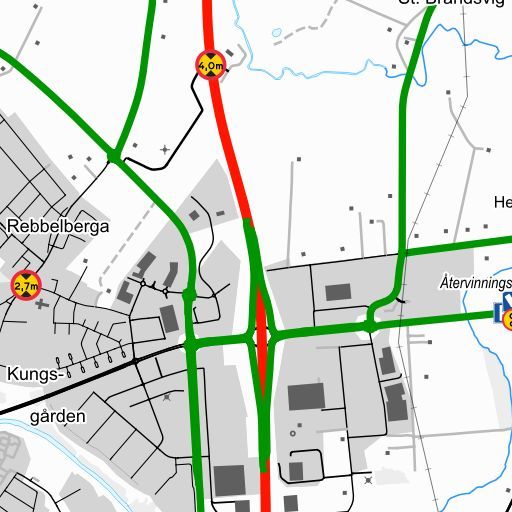 St. Brandsvig
4,0m
Rebbelberga
He
Återvinnings
2,7m
Kungs-
gården